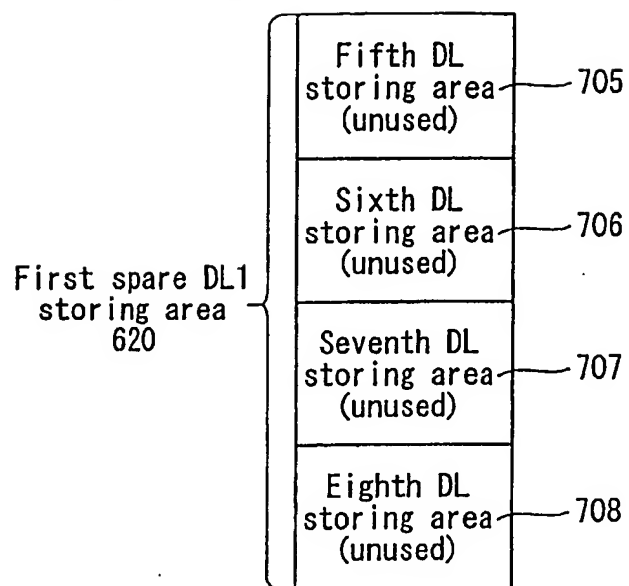 Fifth DL
storing area
(unused)
705
Sixth DL
storing area
(unused)
706
First spare DL1
storing area
620
Seventh DL
storing area
(unused)
707
Eighth DL
storing area
(unused)
708